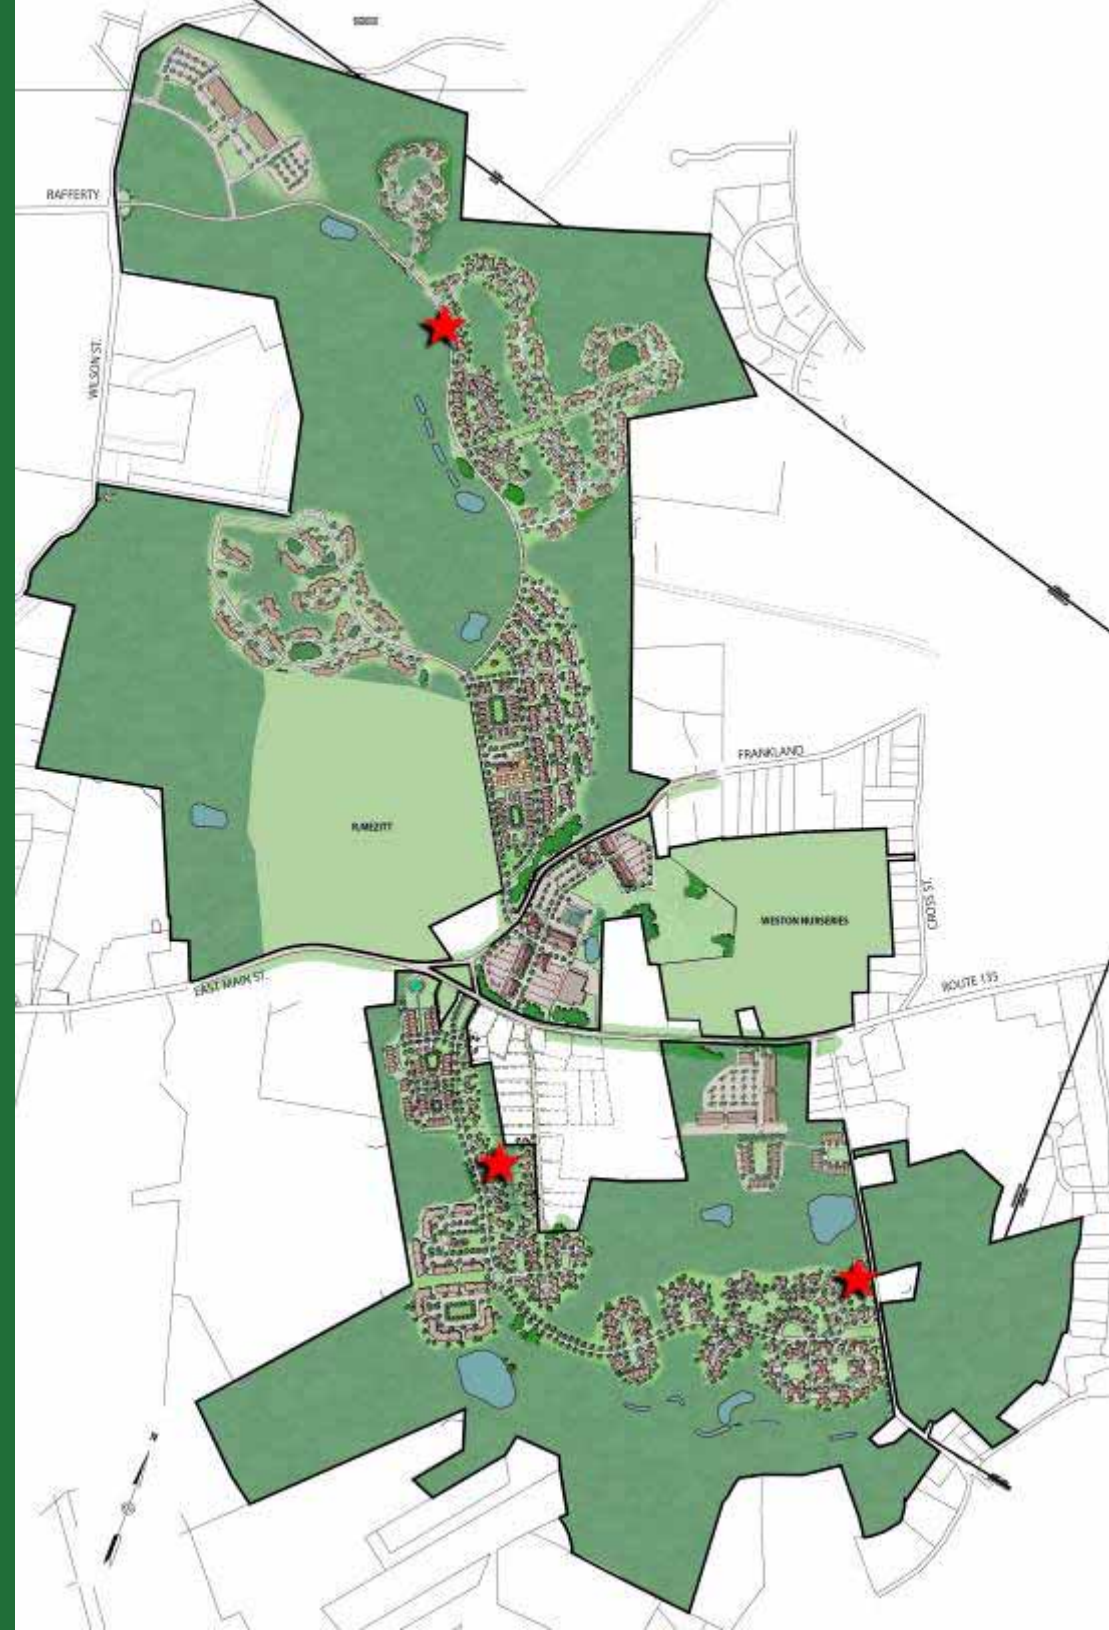 RAFFERTY
WILSON ST.
FRANKLAND
R.MEZITT
WESTON NURSERIES
CROSS ST.
EAST MAIN ST.
ROUTE 135